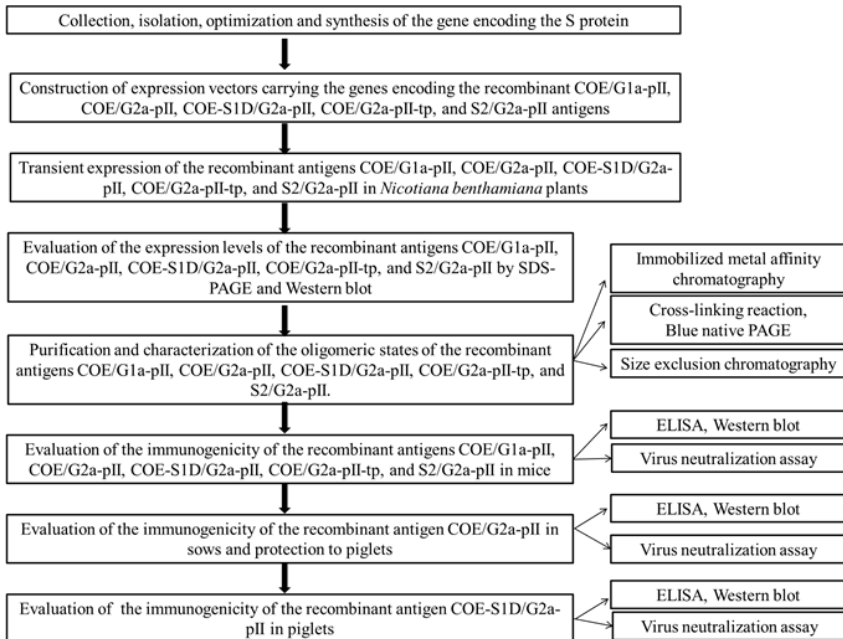 Collection, isolation, optimization and synthesis of the gene encoding the S protein
Construction of expression vectors carrying the genes encoding the recombinant COE/G1a-pII,
COE/G2a-pII, COE-S1D/G2a-pII, COE/G2a-pII-tp, and S2/G2a-pII antigens
Transient expression of the recombinant antigens COE/G1a-pII, COE/G2a-pII, COE-S1D/G2a-
pII, COE/G2a-pII-tp, and S2/G2a-pII in Nicotiana benthamiana plants
Evaluation of the expression levels of the recombinant antigens COE/G1a-pII,
COE/G2a-pII, COE-S1D/G2a-pII, COE/G2a-pII-tp, and S2/G2a-pII by SDS-
PAGE and Western blot
Immobilized metal affinity
chromatography
Cross-linking reaction,
Blue native PAGE
Size exclusion chromatography
Purification and characterization of the oligomeric states of the recombinant
antigens COE/G1a-pII, COE/G2a-pII, COE-S1D/G2a-pII, COE/G2a-pII-tp, and
S2/G2a-pII.
Evaluation of the immunogenicity of the recombinant antigens COE/G1a-pII,
COE/G2a-pII, COE-S1D/G2a-pII, COE/G2a-pII-tp, and S2/G2a-pII in mice
ELISA, Western blot
Virus neutralization assay
Evaluation of the immunogenicity of the recombinant antigen COE/G2a-pII in
sows and protection to piglets
ELISA, Western blot
Virus neutralization assay
Evaluation of the immunogenicity of the recombinant antigen COE-S1D/G2a-
pII in piglets
ELISA, Western blot
Virus neutralization assay